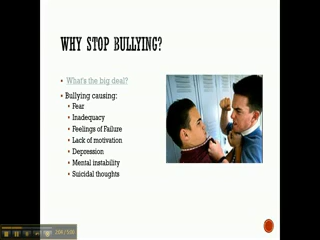 WHY STOP BULLYING?
What's the big deal?
Bullying causing:
Fear
Inadequacy
Feelings of Failure
Lack of motivation
Depression
Mental instability
Suicidal thoughts